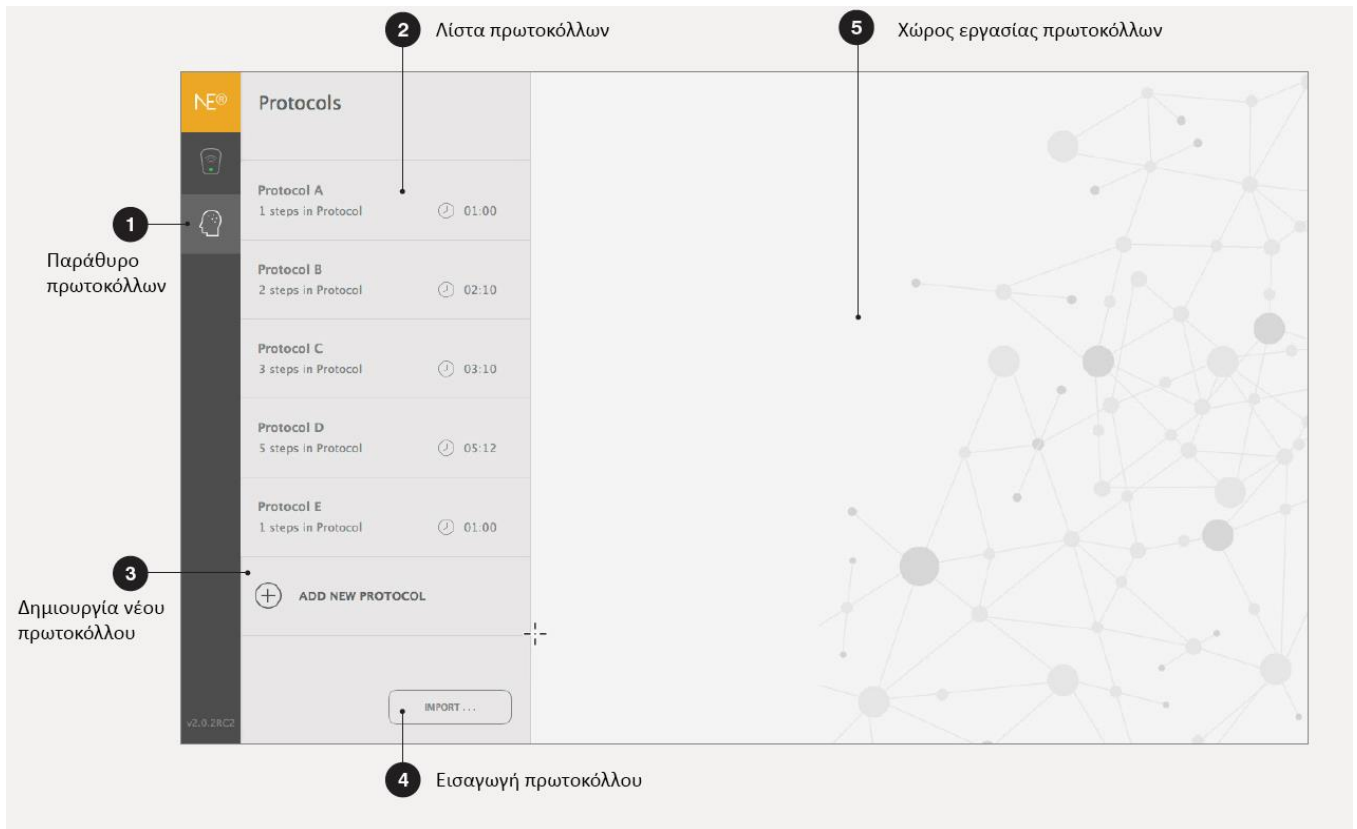 2 Λίστα πρωτοκόλλων
5 Χώρος εργασίας πρωτοκόλλων
NE®
Protocols
Protocol A
1 steps in Protocol 01:00
1
Παράθυρο
πρωτοκόλλων
Protocol B
2 steps in Protocol 02:10
Protocol C
3 steps in Protocol 03:10
Protocol D
5 steps in Protocol 05:12
Protocol E
1 steps in Protocol 01:00
3
Δημιουργία νέου
πρωτοκόλλου
ADD NEW PROTOCOL
IMPORT ...
v2.0.2RC2
4 Εισαγωγή πρωτοκόλλου